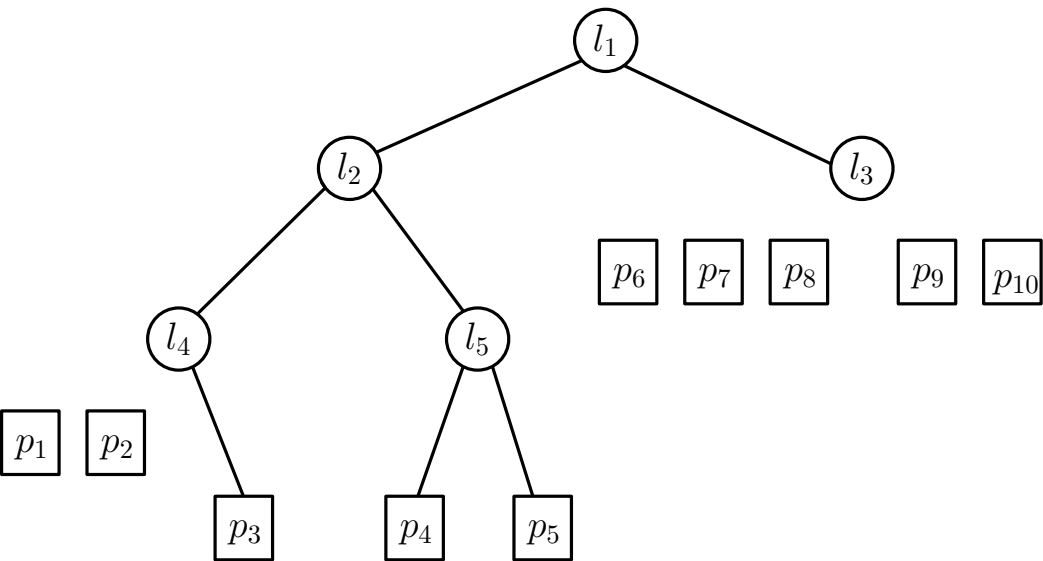 l₁
l₂ l₃
p₆ p₇ p₈ p₉ p₁₀
l₄ l₅
p₁ p₂
p₃ p₄ p₅